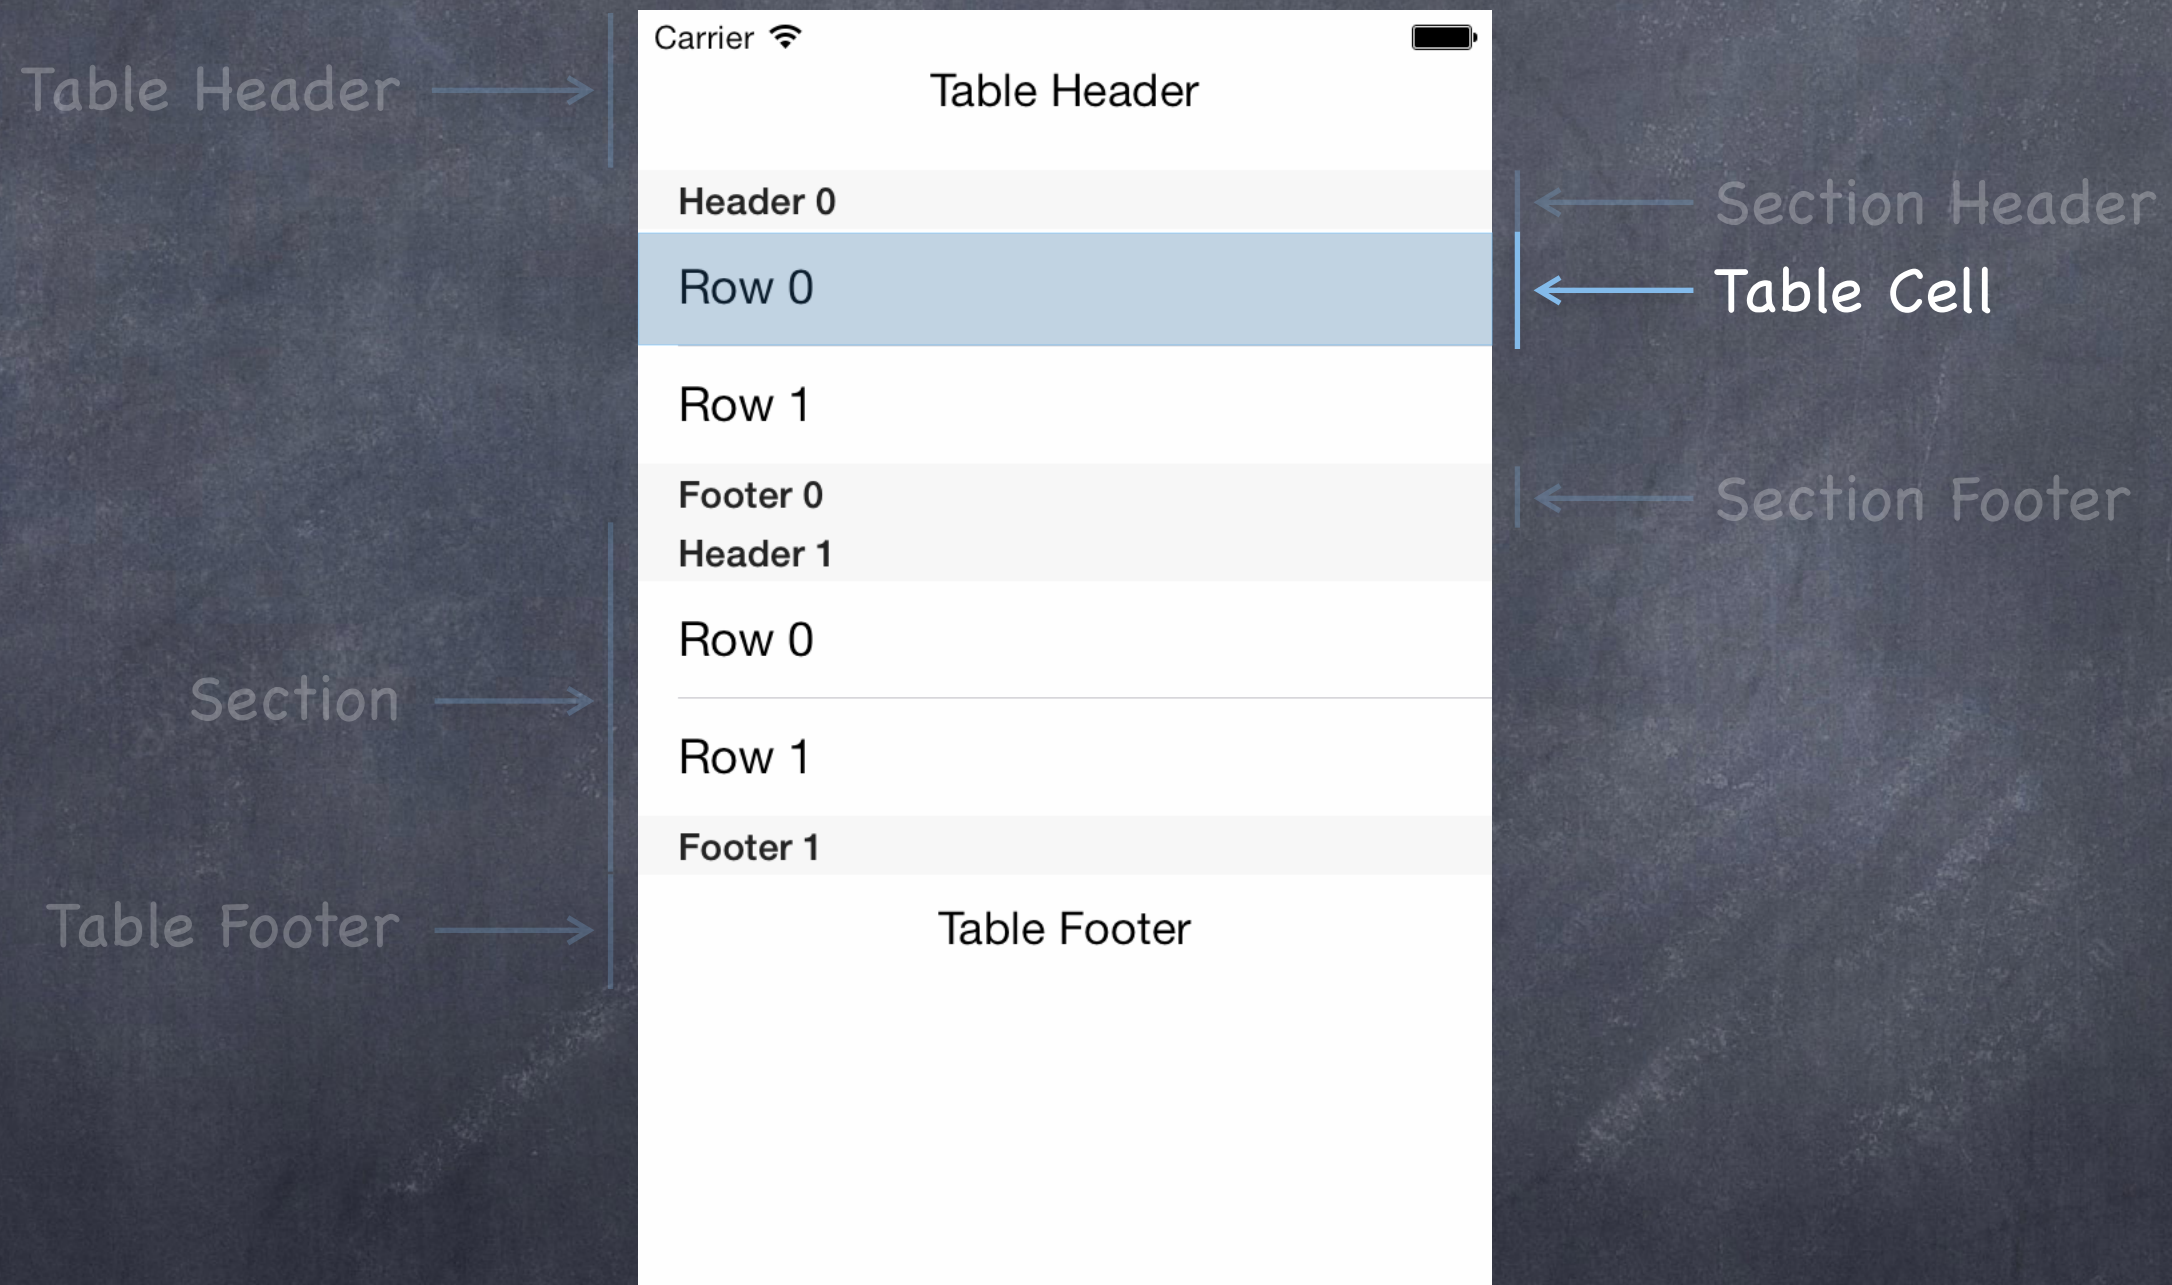 Carrier
Table Header
Table Header
Header 0
Section Header
Row 0
Table Cell
Row 1
Footer 0
Section Footer
Header 1
Row 0
Section
Row 1
Footer 1
Table Footer
Table Footer